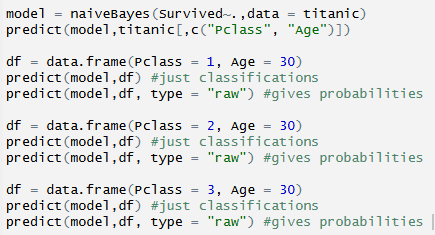 model = naiveBayes(Survived~.,data = titanic)
predict(model,titanic[,c("Pclass", "Age")])
df = data.frame(Pclass = 1, Age = 30)
predict(model,df) #just classifications
predict(model,df, type = "raw") #gives probabilities
df = data.frame(Pclass = 2, Age = 30)
predict(model,df) #just classifications
predict(model,df, type = "raw") #gives probabilities
df = data.frame(Pclass = 3, Age = 30)
predict(model,df) #just classifications
predict(model,df, type = "raw") #gives probabilities